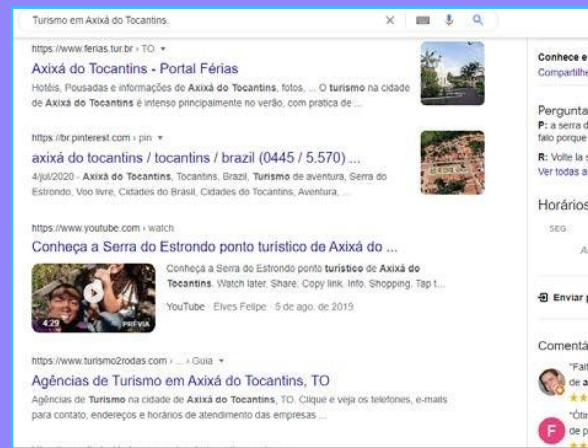 Turismo em Axixá do Tocantins.
https://www.ferias.tur.br › TO
Axixá do Tocantins - Portal Férias
Hotéis, Pousadas e informações de Axixá do Tocantins, fotos, ... O turismo na cidade
de Axixá do Tocantins é intenso principalmente no verão, com pratica de ...
https://br.pinterest.com › pin
axixá do tocantins / tocantins / brazil (0445 / 5.570) ...
4/jul/2020 - Axixá do Tocantins, Tocantins, Brazil, Turismo de aventura, Serra do
Estrondo, Voo livre, Cidades do Brasil, Cidades do Tocantins, Aventura, ...
https://www.youtube.com › watch
Conheça a Serra do Estrondo ponto turístico de Axixá do ...
Conheça a Serra do Estrondo ponto turístico de Axixá do
Tocantins. Watch later. Share. Copy link. Info. Shopping. Tap t...
YouTube · Elves Felipe · 5 de ago. de 2019
4:29
PRÉVIA
https://www.turismo2rodas.com › ... › Guia
Agências de Turismo em Axixá do Tocantins, TO
Agências de Turismo na cidade de Axixá do Tocantins, TO. Clique e veja os telefones, e-mails
para contato, endereços e horários de atendimento das empresas ...
Conhece e
Compartilhe
Pergunta
P: a serra d
falo porque
R: Volte la s
Ver todas a
Horários
SEG.
Enviar p
Comentá
"Falt
de a
"Ótir
F
de p